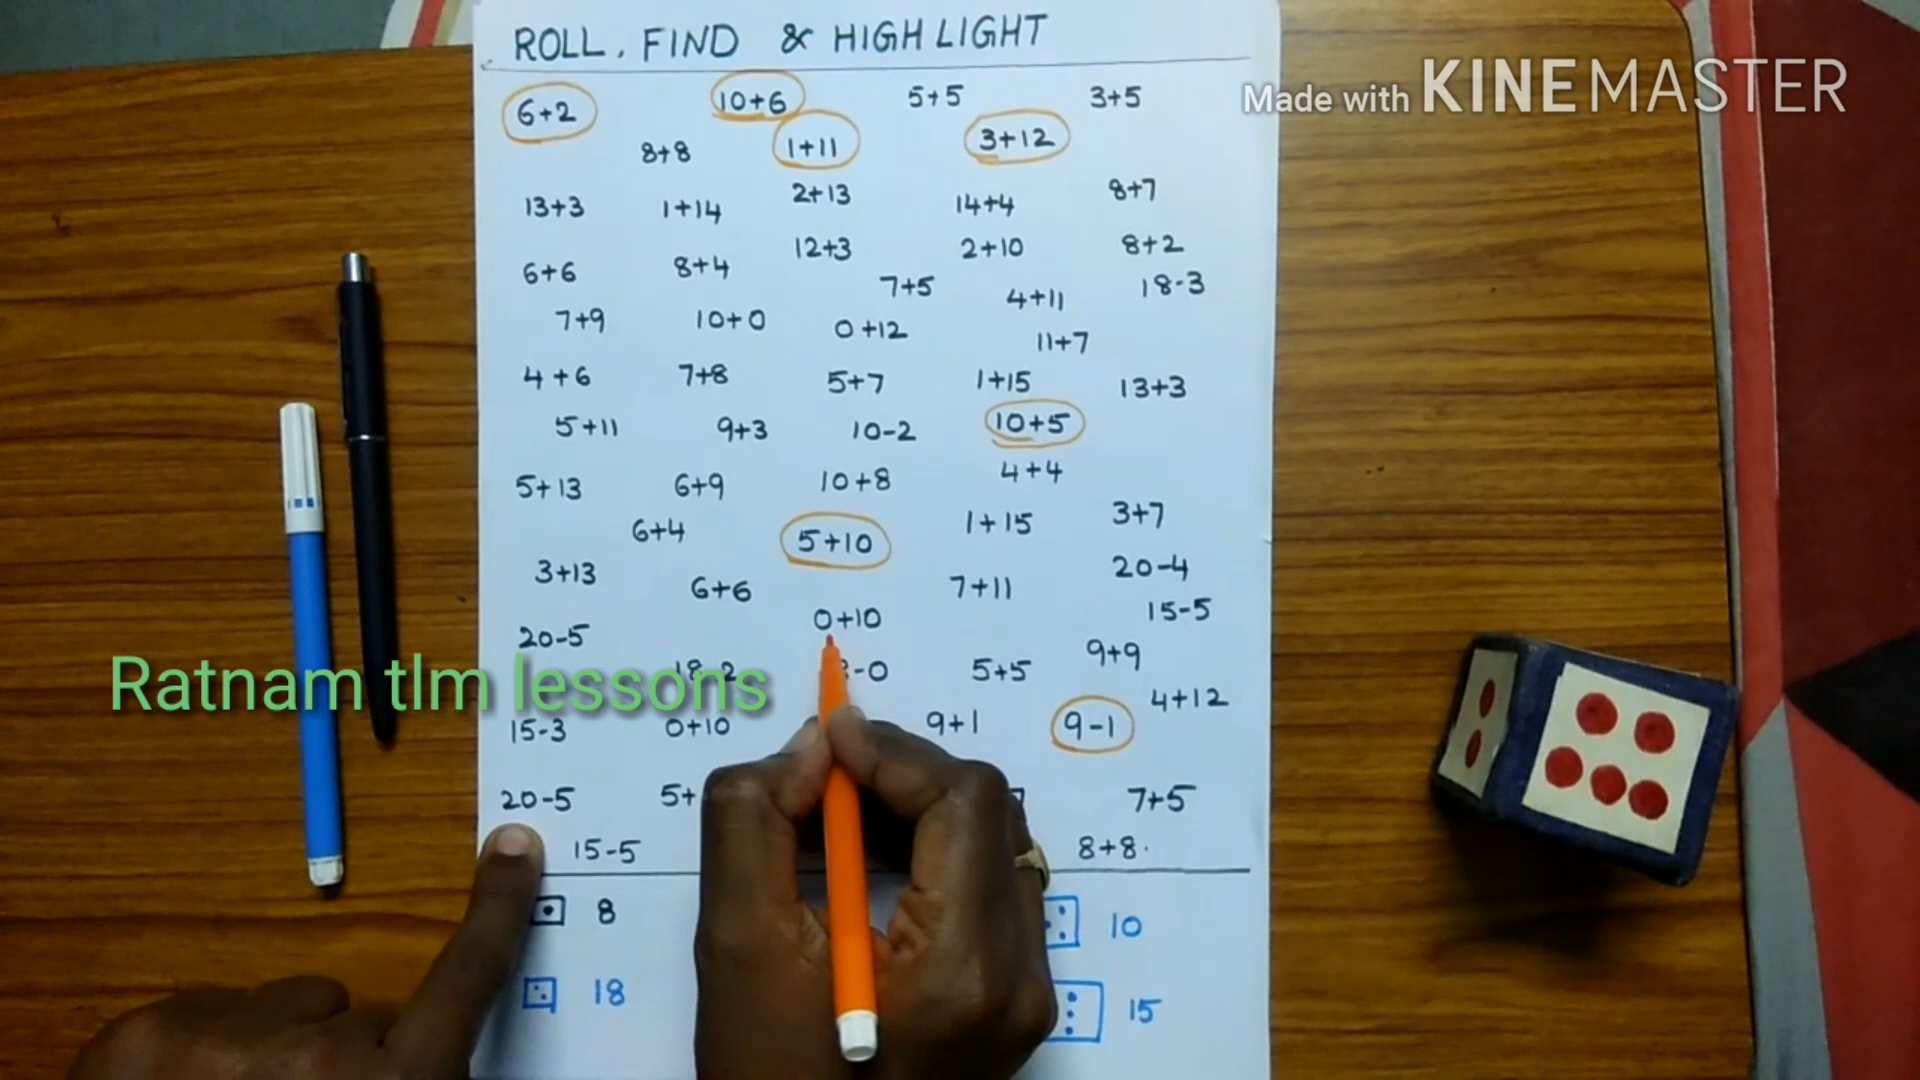 ROLL, FIND & HIGHLIGHT
Made with KINEMASTER
6+2 10+6 5+5 3+5
8+8 1+11 3+12
13+3 1+14 2+13 14+4 8+7
6+6 8+4 12+3 2+10 8+2
7+5 4+11 18-3
7+9 10+0 0+12 11+7
4+6 7+8 5+7 1+15 13+3
5+11 9+3 10-2 10+5
5+13 6+9 10+8 4+4
6+4 5+10 1+15 3+7
3+13 6+6 7+11 20-4
0+10 15-5
20-5 18-2 -0 5+5 9+9
Ratnam tlm lessons
15-3 0+10 9+1 9-1 4+12
20-5 5+ 7+5
15-5 8+8.
8 10
18 15